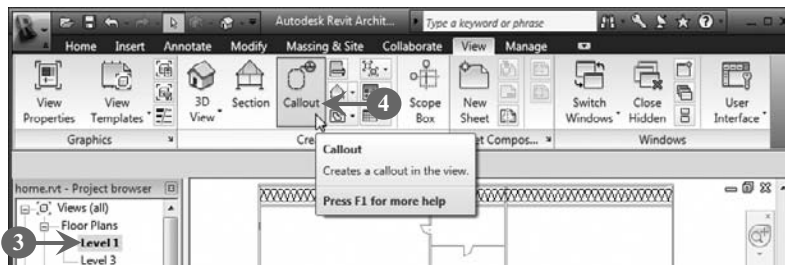 Autodesk Revit Archit...
Type a keyword or phrase
Home Insert Annotate Modify Massing & Site Collaborate View Manage
View Properties
View Templates
3D View
Section
Callout
4
Scope Box
New Sheet
Switch Windows
Close Hidden
User Interface
Graphics
Crea
t Compos...
Windows
Callout
Creates a callout in the view.
Press F1 for more help
home.rvt - Project browser
Views (all)
Floor Plans
3
Level 1
Level 3